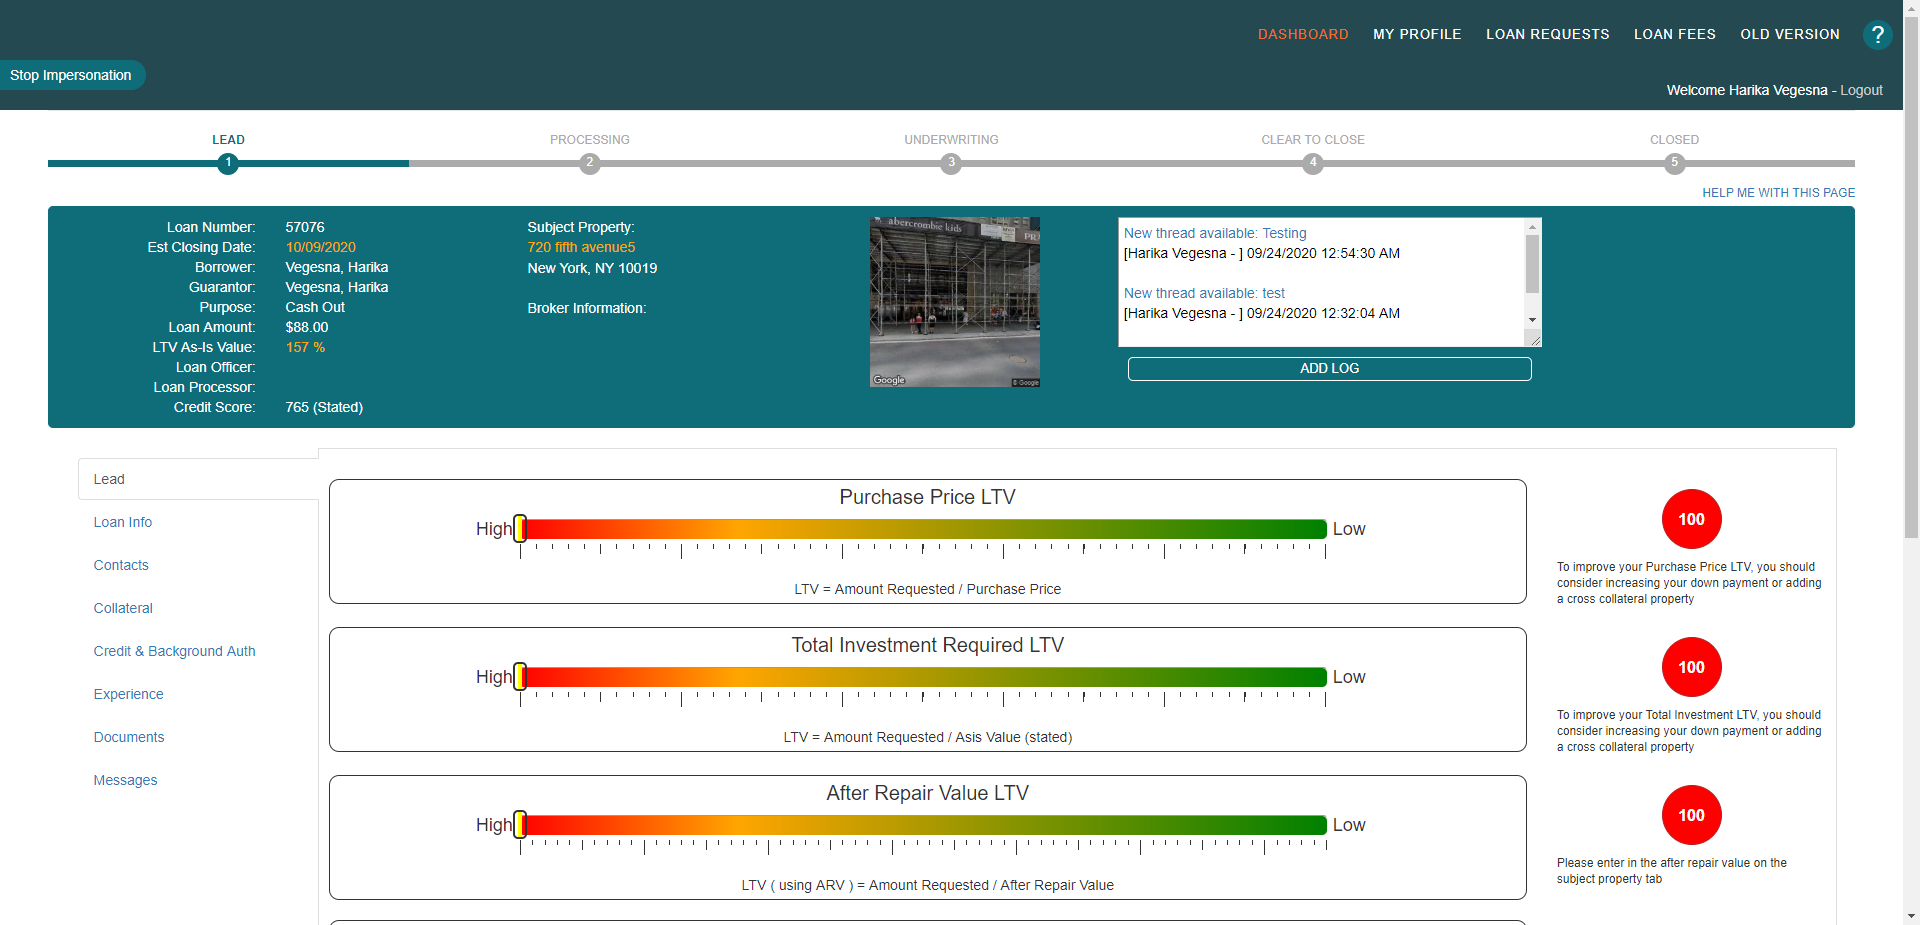 DASHBOARD MY PROFILE LOAN REQUESTS LOAN FEES OLD VERSION ?
Stop Impersonation
Welcome Harika Vegesna - Logout
LEAD PROCESSING UNDERWRITING CLEAR TO CLOSE CLOSED
1 2 3 4 5
HELP ME WITH THIS PAGE
Loan Number: 57076
Est Closing Date: 10/09/2020
Borrower: Vegesna, Harika
Guarantor: Vegesna, Harika
Purpose: Cash Out
Loan Amount: $88.00
LTV As-Is Value: 157 %
Loan Officer:
Loan Processor:
Credit Score: 765 (Stated)
Subject Property:
720 fifth avenue5
New York, NY 10019
Broker Information:
abercrombie kids
PRA
Google
© Google
New thread available: Testing
[Harika Vegesna - ] 09/24/2020 12:54:30 AM
New thread available: test
[Harika Vegesna - ] 09/24/2020 12:32:04 AM
ADD LOG
Lead
Loan Info
Contacts
Collateral
Credit & Background Auth
Experience
Documents
Messages
Purchase Price LTV
High Low
LTV = Amount Requested / Purchase Price
100
To improve your Purchase Price LTV, you should
consider increasing your down payment or adding
a cross collateral property
Total Investment Required LTV
High Low
LTV = Amount Requested / Asis Value (stated)
100
To improve your Total Investment LTV, you should
consider increasing your down payment or adding
a cross collateral property
After Repair Value LTV
High Low
LTV ( using ARV ) = Amount Requested / After Repair Value
100
Please enter in the after repair value on the
subject property tab